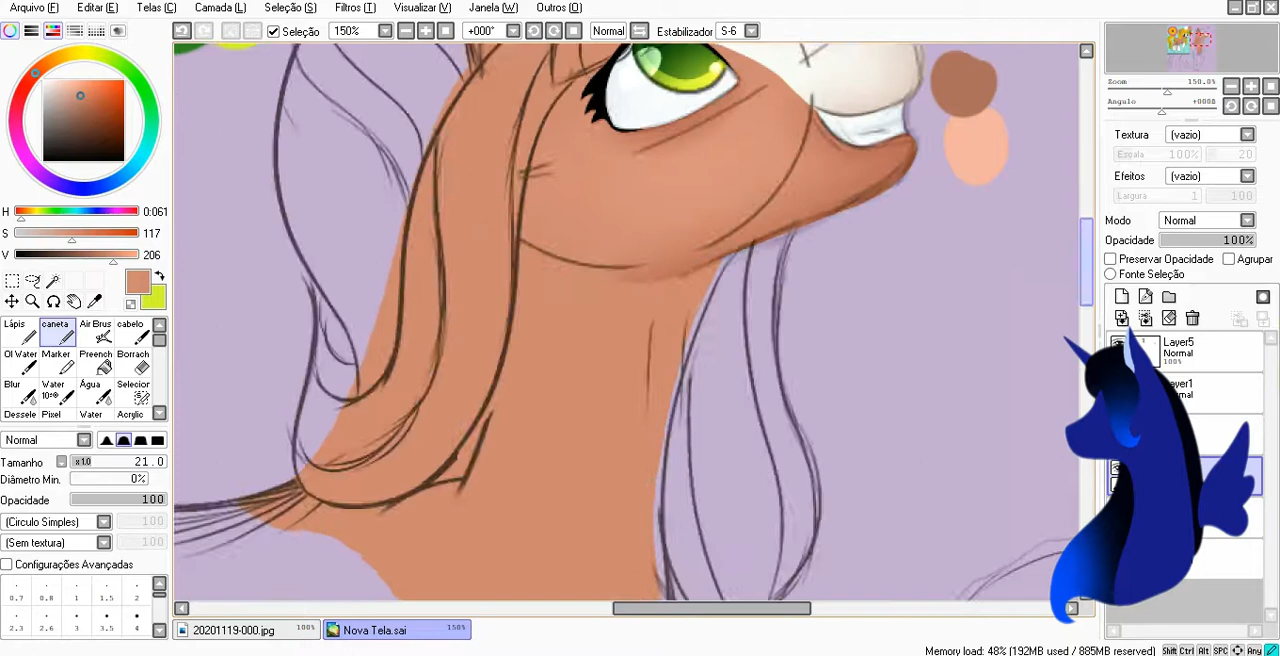 Arquivo (F) Editar (E) Telas (C) Camada (L) Seleção (S) Filtros (T) Visualizar (V) Janela (W) Outros (O)
Seleção 150% +000° Normal Estabilizador S-6
Zoom 150.0%
Angulo +000°
Textura (vazio)
Escala 100% 20
Efeitos (vazio)
Largura 1 100
Modo Normal
Opacidade 100%
Preservar Opacidade Agrupar
Fonte Seleção
H 0:061
S 117
V 206
Lápis caneta Air Brus cabelo
Ol Water Marker Preench Borrach
Blur Water Água Selecior
Dessele Pixel Water Acrylic
Normal
Tamanho x1.0 21.0
Diâmetro Min. 0%
Opacidade 100
(Circulo Simples) 100
(Sem textura) 100
Configurações Avançadas
0.7 0.8 1 1.5 2
2.3 2.6 3 3.5 4
Layer5
Normal
100%
ayer1
20201119-000.jpg 100% Nova Tela.sai 150%
Memory load: 48% (192MB used / 885MB reserved) Shift Ctrl Alt SPC Any